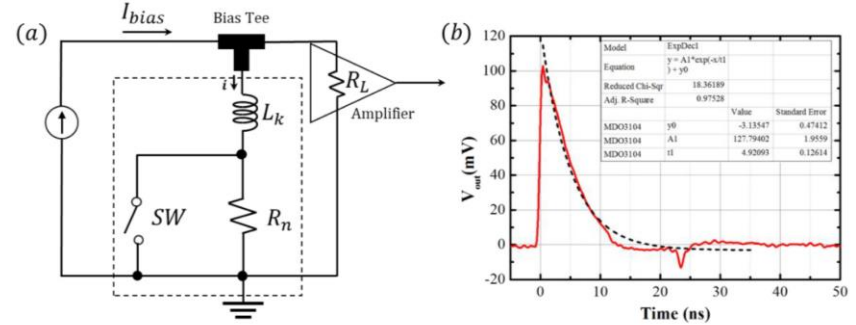 (a)
I_bias
Bias Tee
i
L_k
R_L
Amplifier
SW
R_n
(b)
V_out(mV)
120
100
80
60
40
20
0
-20
Model ExpDec1
Equation y = A1*exp(-x/t1
) + y0
Reduced Chi-Sqr 18.36189
Adj. R-Square 0.97528
Value Standard Error
MDO3104 y0 -3.13547 0.47412
MDO3104 A1 127.79402 1.9559
MDO3104 t1 4.92093 0.12614
0 10 20 30 40 50
Time (ns)